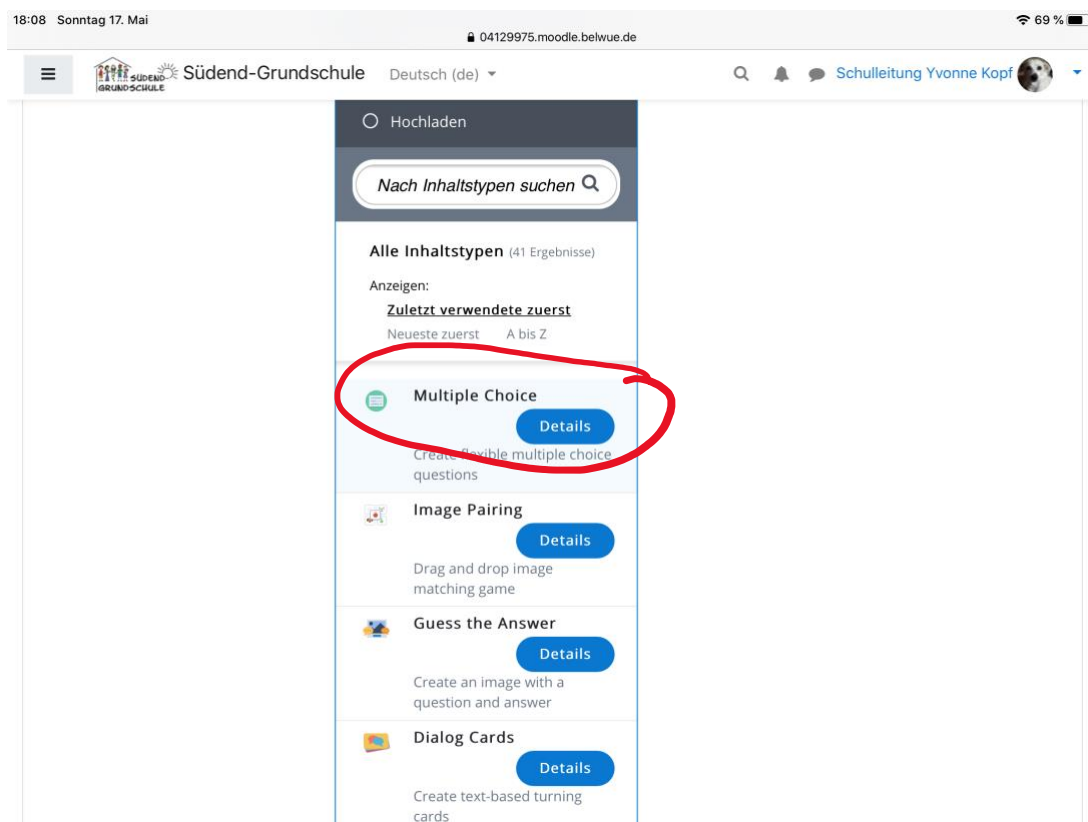 18:08 Sonntag 17. Mai
69 %
04129975.moodle.belwue.de
SÜDEND
GRUNDSCHULE
Südend-Grundschule Deutsch (de)
Schulleitung Yvonne Kopf
Hochladen
Nach Inhaltstypen suchen
Alle Inhaltstypen (41 Ergebnisse)
Anzeigen:
Zuletzt verwendete zuerst
Neueste zuerst A bis Z
Multiple Choice
Details
Create flexible multiple choice
questions
Image Pairing
Details
Drag and drop image
matching game
Guess the Answer
Details
Create an image with a
question and answer
Dialog Cards
Details
Create text-based turning
cards